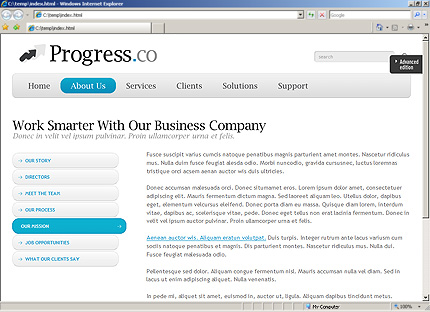 C:\temp\index.html - Windows Internet Explorer
C:\temp\index.html
Google
C:\temp\index.html
Progress.co
search
Advanced
edition
Home About Us Services Clients Solutions Support
Work Smarter With Our Business Company
Donec in velit vel ipsum pulvinar. Proin ullamcorper urna et felis.
OUR STORY
DIRECTORS
MEET THE TEAM
OUR PROCESS
OUR MISSION
JOB OPPORTUNITIES
WHAT OUR CLIENTS SAY
Fusce suscipit varius cumcis natoque penatibus magnis parturient amet montes. Nascetur ridiculus
mus. Nulla duim fusce feugiat alesda odio. Morbi nuncodio, gravida cursusnec, luctus loremnas
tristique orci acsem aenan auctor wis duis ultricies.
Donec accumsan malesuada orci. Donec situmamet eros. Lorem ipsum dolor amet, consectetuer
adipiscing elit. Mauris fermentum dictum magna. Sed laoreet aliquam leo. Utellus dolor, dapibus
eget, elementum velcursus eleifend. Donec porta diam eu massa. Quisque diam lorem, interdum
vitae, dapibus ac, scelerisque vitae, pede. Donec eget tellus non erat lacinia fermentum. Donec in
velit vel ipsum auctor pulvinar. Proin ullamcorper urna et felis.
Aenean auctor wis. Aliquam eratun volutpat. Duis turpis. Integer rutrum ante lacus variusm cum
sociis natoque penatibus et magnis. Dis parturient montes. Nascetur ridiculus mus. Nulla dui.
Fusce feugiat malesuada odio.
Pellentesque sed dolor. Aliquam congue fermentum nisl. Mauris accumsan nulla vel diam. Sed in
lacus ut enim adipiscing aliquet. Nulla venenatis.
In pede mi, aliquet sit amet, euismod in, auctor ut, ligula. Aliquam dapibus tincidunt metus.
My Computer 100%